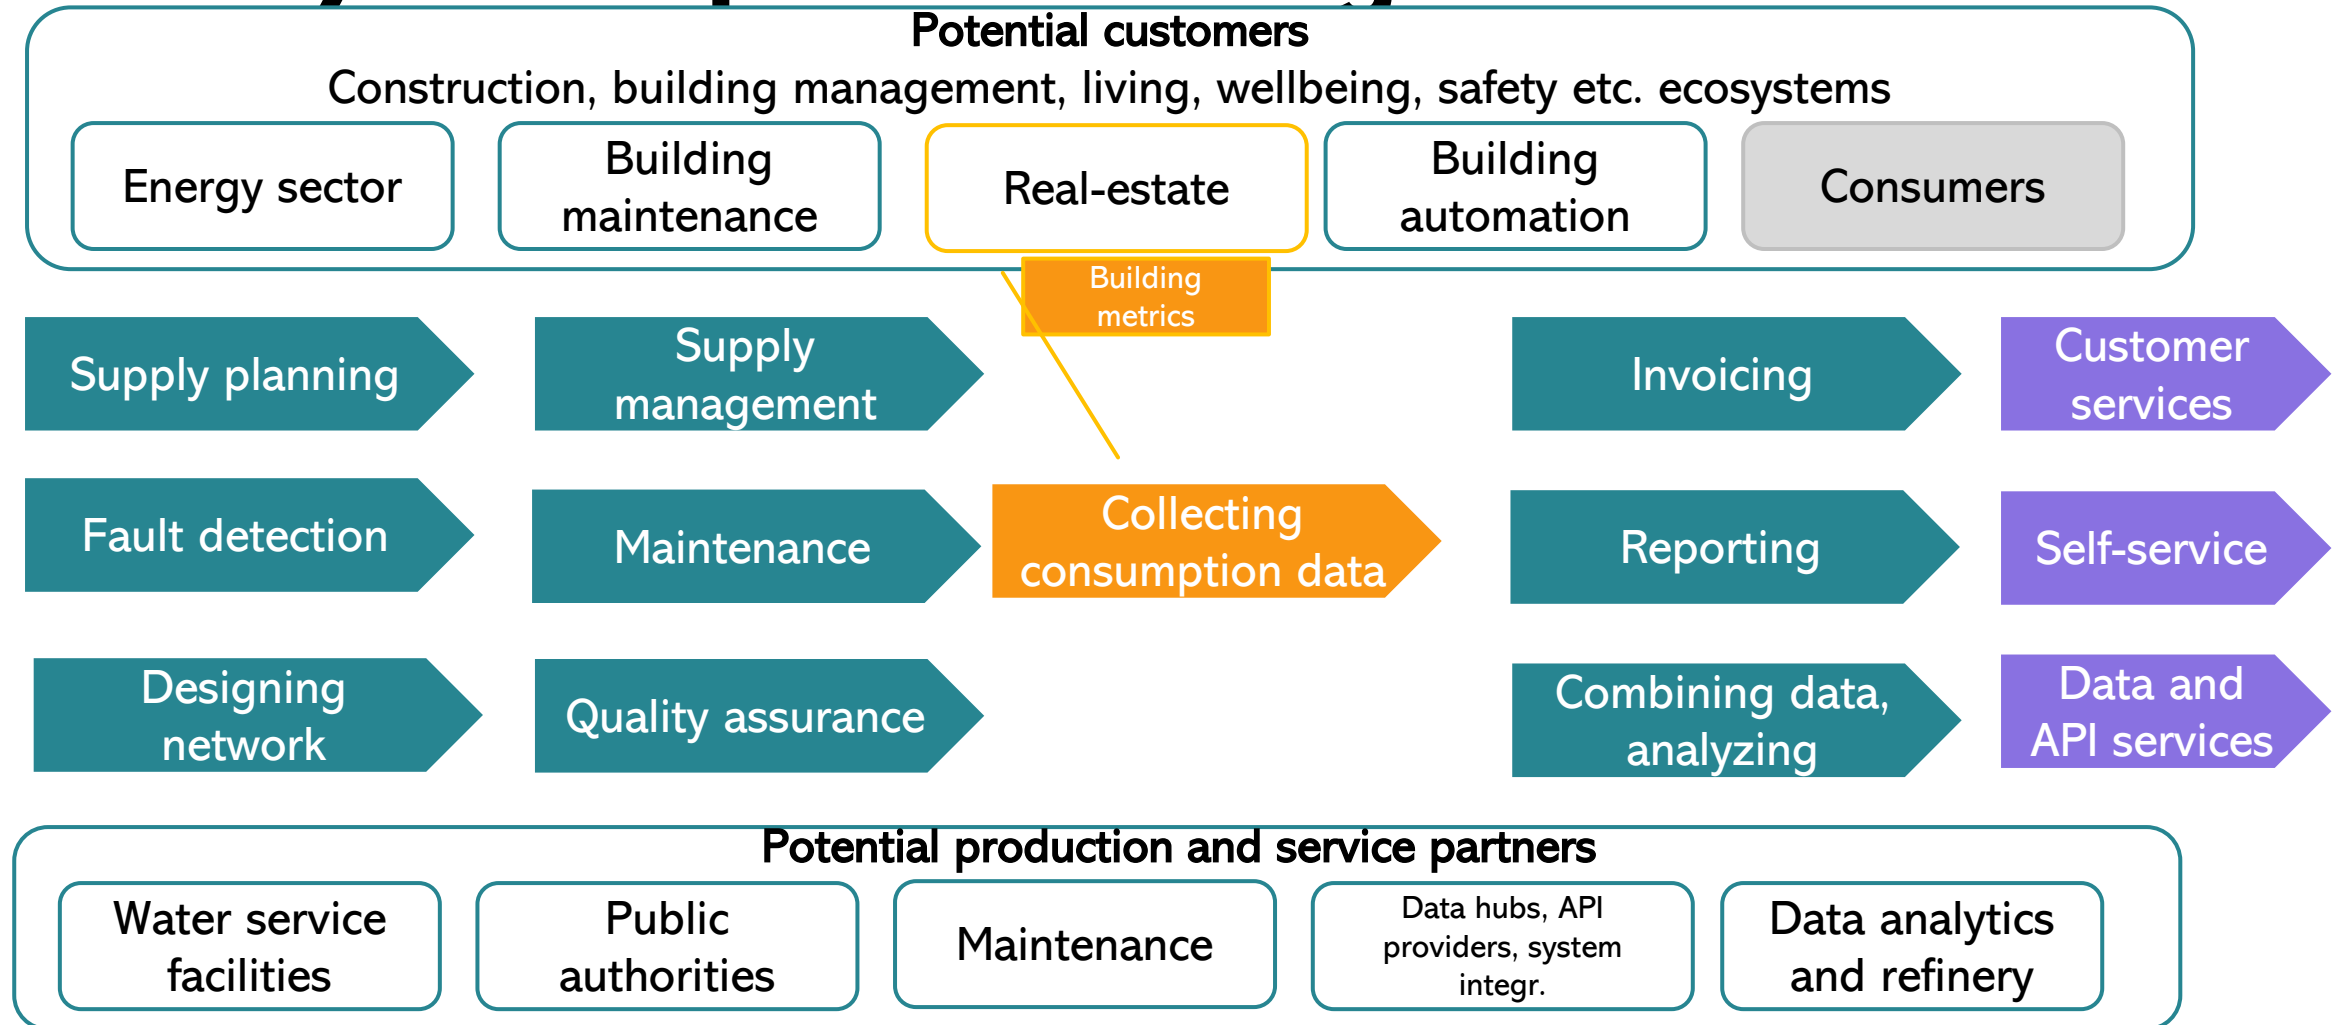 Potential customers
Construction, building management, living, wellbeing, safety etc. ecosystems
Energy sector
Building
maintenance
Real-estate
Building
automation
Consumers
Building
metrics
Supply planning
Supply
management
Invoicing
Customer
services
Fault detection
Maintenance
Collecting
consumption data
Reporting
Self-service
Designing
network
Quality assurance
Combining data,
analyzing
Data and
API services
Potential production and service partners
Water service
facilities
Public
authorities
Maintenance
Data hubs, API
providers, system
integr.
Data analytics
and refinery